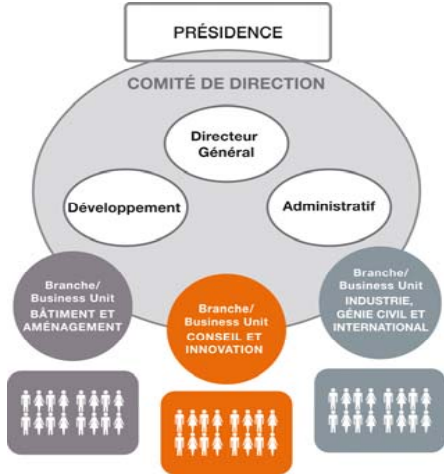 PRÉSIDENCE
COMITÉ DE DIRECTION
Directeur
Général
Développement
Administratif
Branche/
Business Unit
BÂTIMENT ET
AMÉNAGEMENT
Branche/
Business Unit
CONSEIL ET
INNOVATION
Branche/
Business Unit
INDUSTRIE,
GÉNIE CIVIL ET
INTERNATIONAL